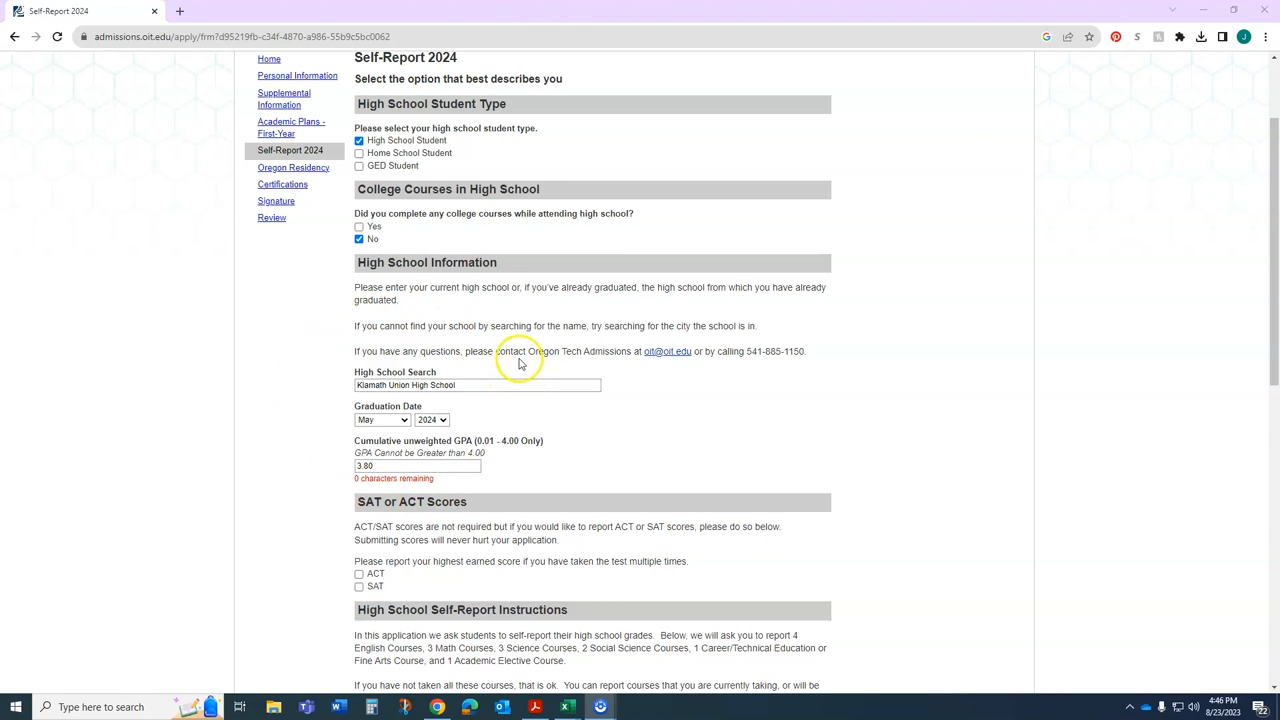 Self-Report 2024
admissions.oit.edu/apply/frm?d95219fb-c34f-4870-a986-55b9c5bc0062
Home
Personal Information
Supplemental
Information
Academic Plans -
First-Year
Self-Report 2024
Oregon Residency
Certifications
Signature
Review
Self-Report 2024
Select the option that best describes you
High School Student Type
Please select your high school student type.
High School Student
Home School Student
GED Student
College Courses in High School
Did you complete any college courses while attending high school?
Yes
No
High School Information
Please enter your current high school or, if you've already graduated, the high school from which you have already
graduated.
If you cannot find your school by searching for the name, try searching for the city the school is in.
If you have any questions, please contact Oregon Tech Admissions at oit@oit.edu or by calling 541-885-1150.
High School Search
Klamath Union High School
Graduation Date
May 2024
Cumulative unweighted GPA (0.01 - 4.00 Only)
GPA Cannot be Greater than 4.00
3.80
0 characters remaining
SAT or ACT Scores
ACT/SAT scores are not required but if you would like to report ACT or SAT scores, please do so below.
Submitting scores will never hurt your application.
Please report your highest earned score if you have taken the test multiple times.
ACT
SAT
High School Self-Report Instructions
In this application we ask students to self-report their high school grades. Below, we will ask you to report 4
English Courses, 3 Math Courses, 3 Science Courses, 2 Social Science Courses, 1 Career/Technical Education or
Fine Arts Course, and 1 Academic Elective Course.
If you have not taken all these courses, that is ok. You can report courses that you are currently taking, or will be
Type here to search
4:46 PM
8/23/2023
22